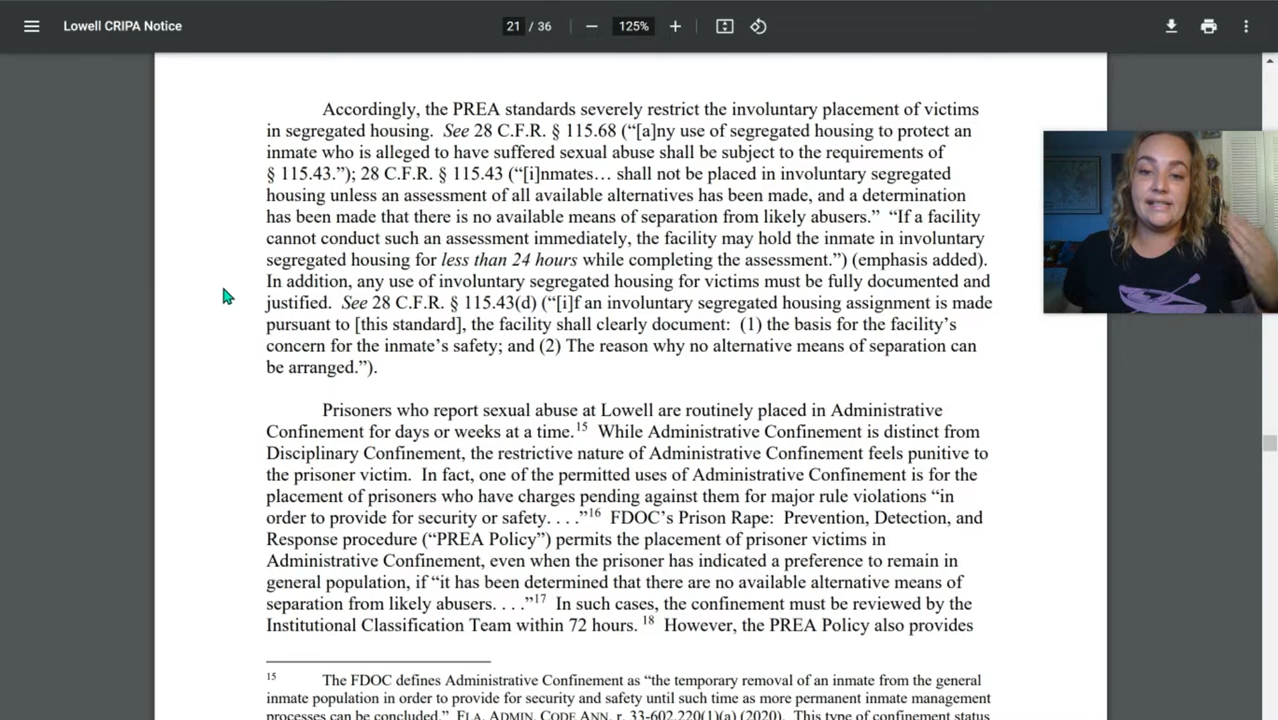 Lowell CRIPA Notice
21 / 36
125%
Accordingly, the PREA standards severely restrict the involuntary placement of victims
in segregated housing. See 28 C.F.R. § 115.68 (“[a]ny use of segregated housing to protect an
inmate who is alleged to have suffered sexual abuse shall be subject to the requirements of
§ 115.43.”); 28 C.F.R. § 115.43 (“[i]nmates… shall not be placed in involuntary segregated
housing unless an assessment of all available alternatives has been made, and a determination
has been made that there is no available means of separation from likely abusers.” “If a facility
cannot conduct such an assessment immediately, the facility may hold the inmate in involuntary
segregated housing for less than 24 hours while completing the assessment.”) (emphasis added).
In addition, any use of involuntary segregated housing for victims must be fully documented and
justified. See 28 C.F.R. § 115.43(d) (“[i]f an involuntary segregated housing assignment is made
pursuant to [this standard], the facility shall clearly document: (1) the basis for the facility’s
concern for the inmate’s safety; and (2) The reason why no alternative means of separation can
be arranged.”).
Prisoners who report sexual abuse at Lowell are routinely placed in Administrative
Confinement for days or weeks at a time.15 While Administrative Confinement is distinct from
Disciplinary Confinement, the restrictive nature of Administrative Confinement feels punitive to
the prisoner victim. In fact, one of the permitted uses of Administrative Confinement is for the
placement of prisoners who have charges pending against them for major rule violations “in
order to provide for security or safety. . . .”16 FDOC’s Prison Rape: Prevention, Detection, and
Response procedure (“PREA Policy”) permits the placement of prisoner victims in
Administrative Confinement, even when the prisoner has indicated a preference to remain in
general population, if “it has been determined that there are no available alternative means of
separation from likely abusers. . . .”17 In such cases, the confinement must be reviewed by the
Institutional Classification Team within 72 hours. 18 However, the PREA Policy also provides
15 The FDOC defines Administrative Confinement as “the temporary removal of an inmate from the general
inmate population in order to provide for security and safety until such time as more permanent inmate management
processes can be concluded.” FLA. ADMIN. CODE ANN. r. 33-602.220(1)(a) (2020). This type of confinement status